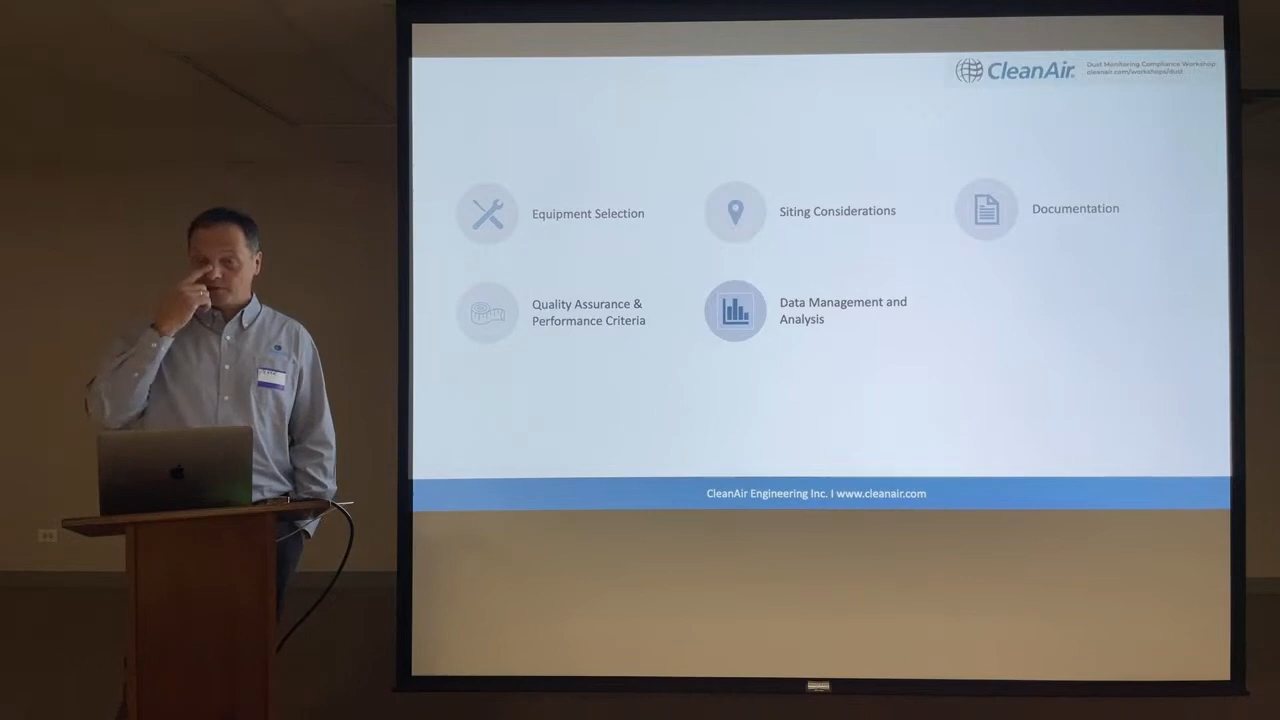 CleanAir
Dust Monitoring Compliance Workshop
cleanair.com/workshops/dust
Equipment Selection
Siting Considerations
Documentation
Quality Assurance &
Performance Criteria
Data Management and
Analysis
CleanAir Engineering Inc. I www.cleanair.com